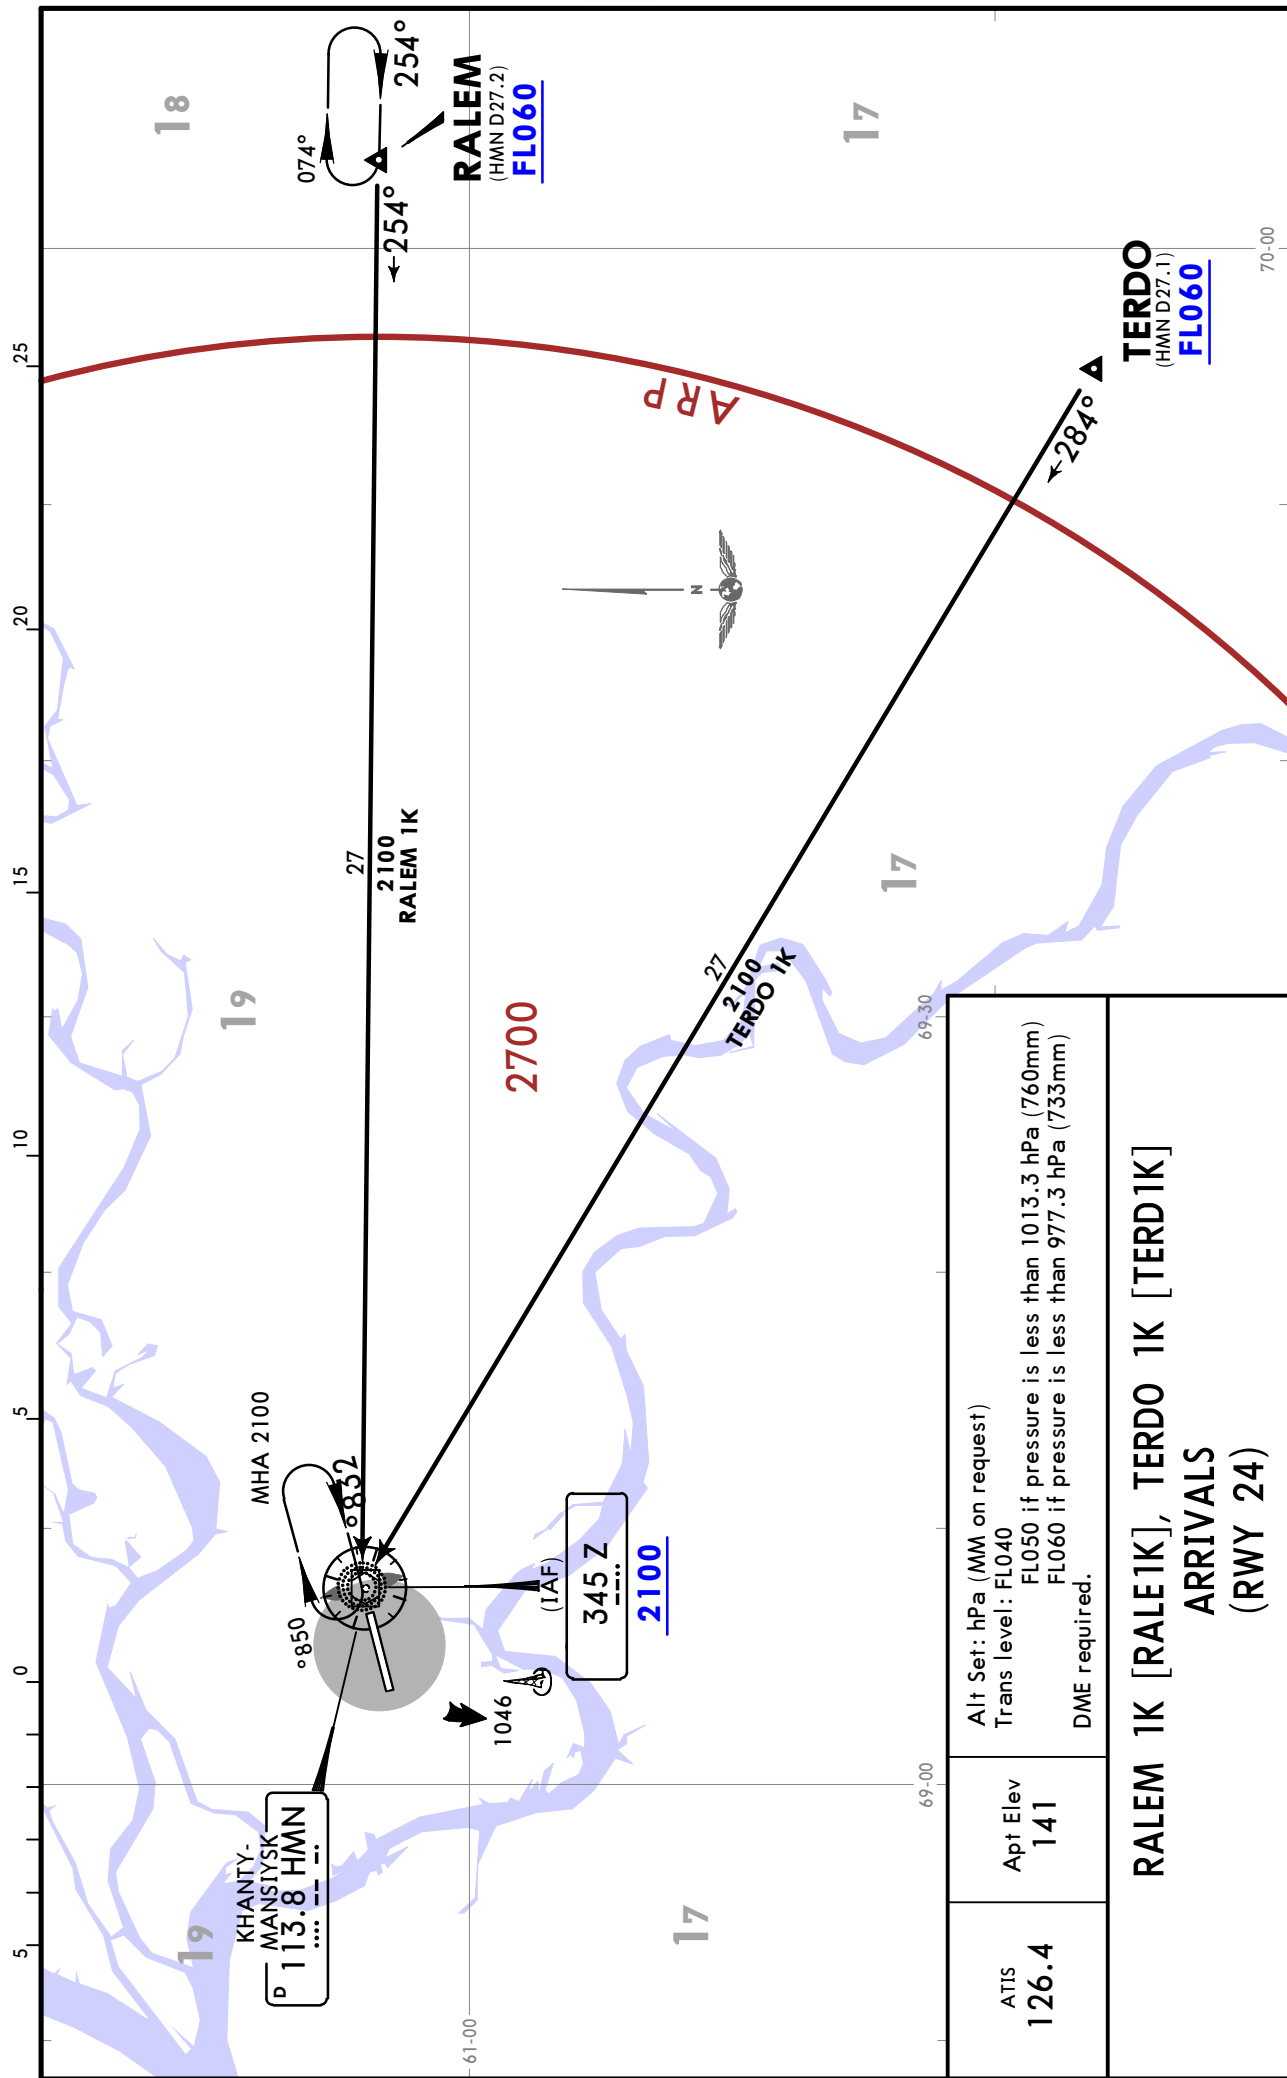 5
0
5
10
15
20
25
KHANTY-
MANSIYSK
D
113.8 HMN
MHA 2100
058°
238°
19
19
18
27
2100
RALEM 1K
074°
254°
254°
RALEM
(HMN D27.2)
FL060
61-00
1046
(IAF)
345 Z
2100
2700
ARP
N
17
17
17
27
2100
TERDO 1K
284°
TERDO
(HMN D27.1)
FL060
69-00
69-30
70-00
ATIS
126.4
Apt Elev
141
Alt Set: hPa (MM on request)
Trans level: FL040
FL050 if pressure is less than 1013.3 hPa (760mm)
FL060 if pressure is less than 977.3 hPa (733mm)
DME required.
RALEM 1K [RALE1K], TERDO 1K [TERD1K]
ARRIVALS
(RWY 24)